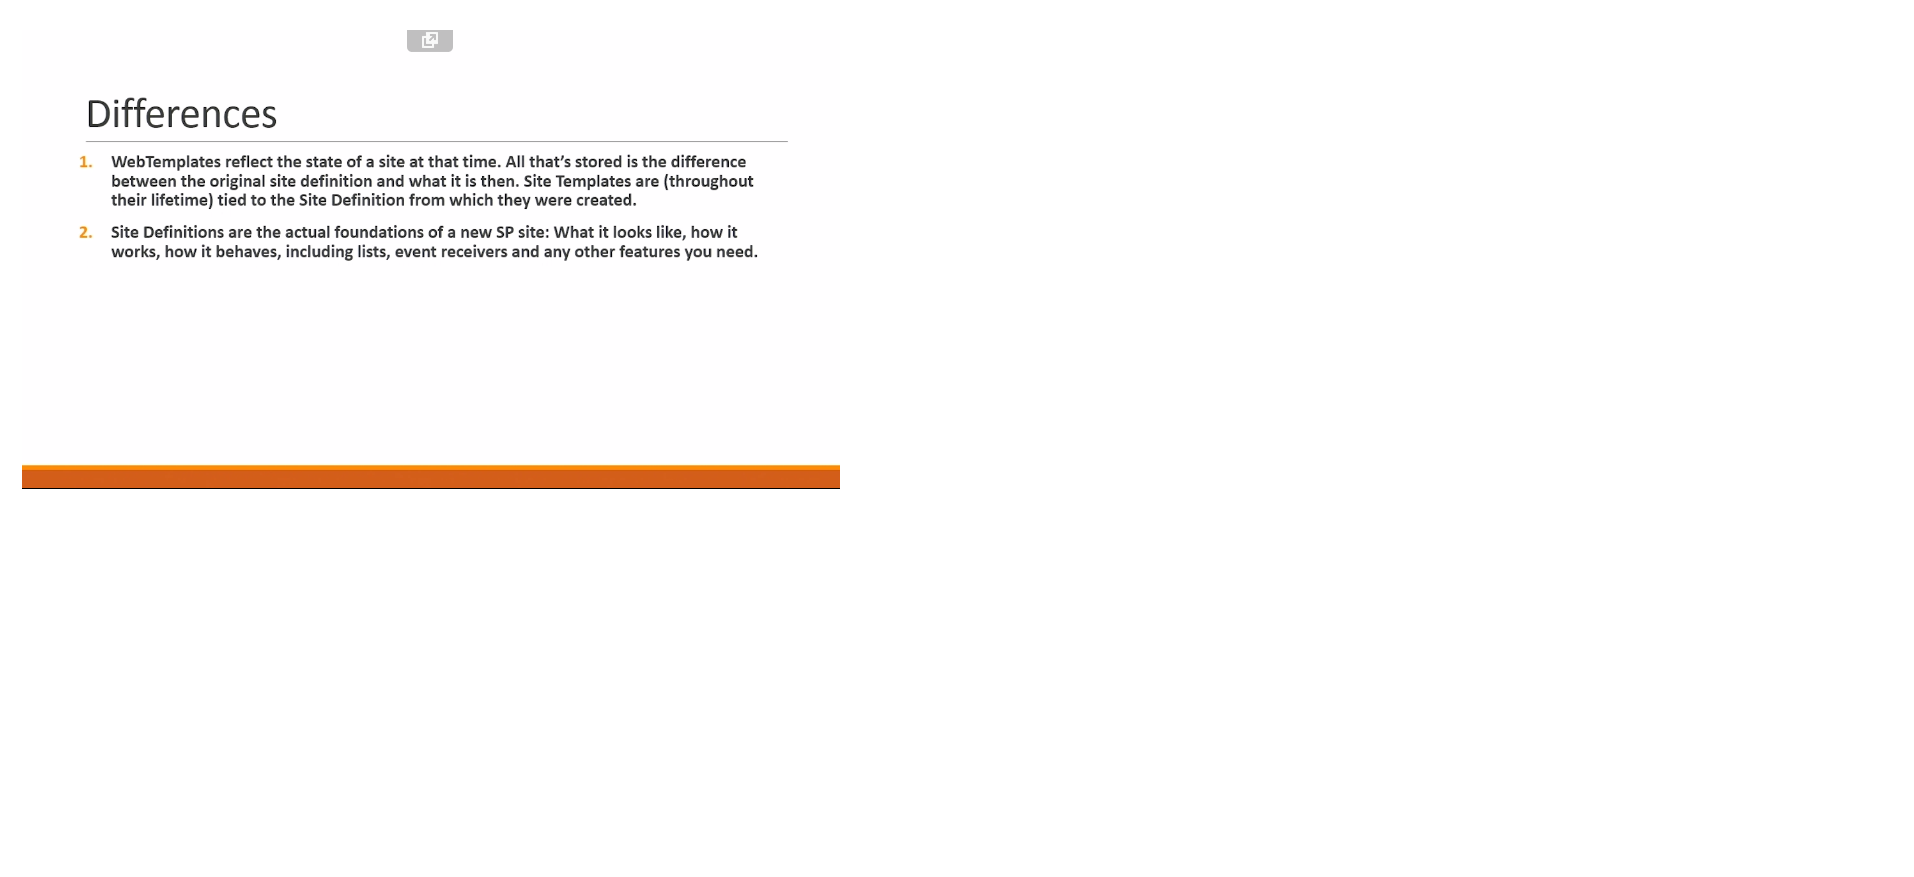 Differences
1. WebTemplates reflect the state of a site at that time. All that’s stored is the difference
between the original site definition and what it is then. Site Templates are (throughout
their lifetime) tied to the Site Definition from which they were created.
2. Site Definitions are the actual foundations of a new SP site: What it looks like, how it
works, how it behaves, including lists, event receivers and any other features you need.